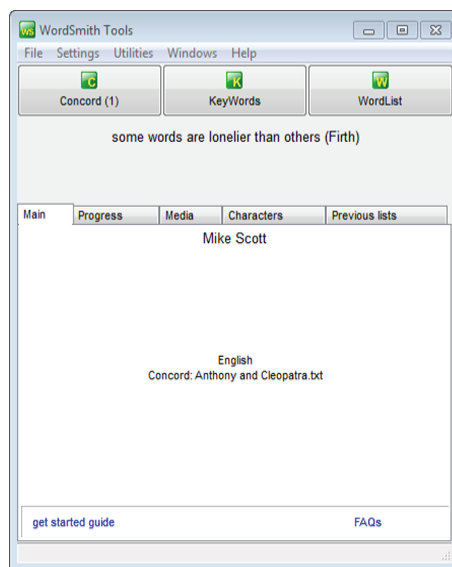 WS WordSmith Tools
File Settings Utilities Windows Help
C K W
Concord (1) KeyWords WordList
some words are lonelier than others (Firth)
Main Progress Media Characters Previous lists
Mike Scott
English
Concord: Anthony and Cleopatra.txt
get started guide FAQs